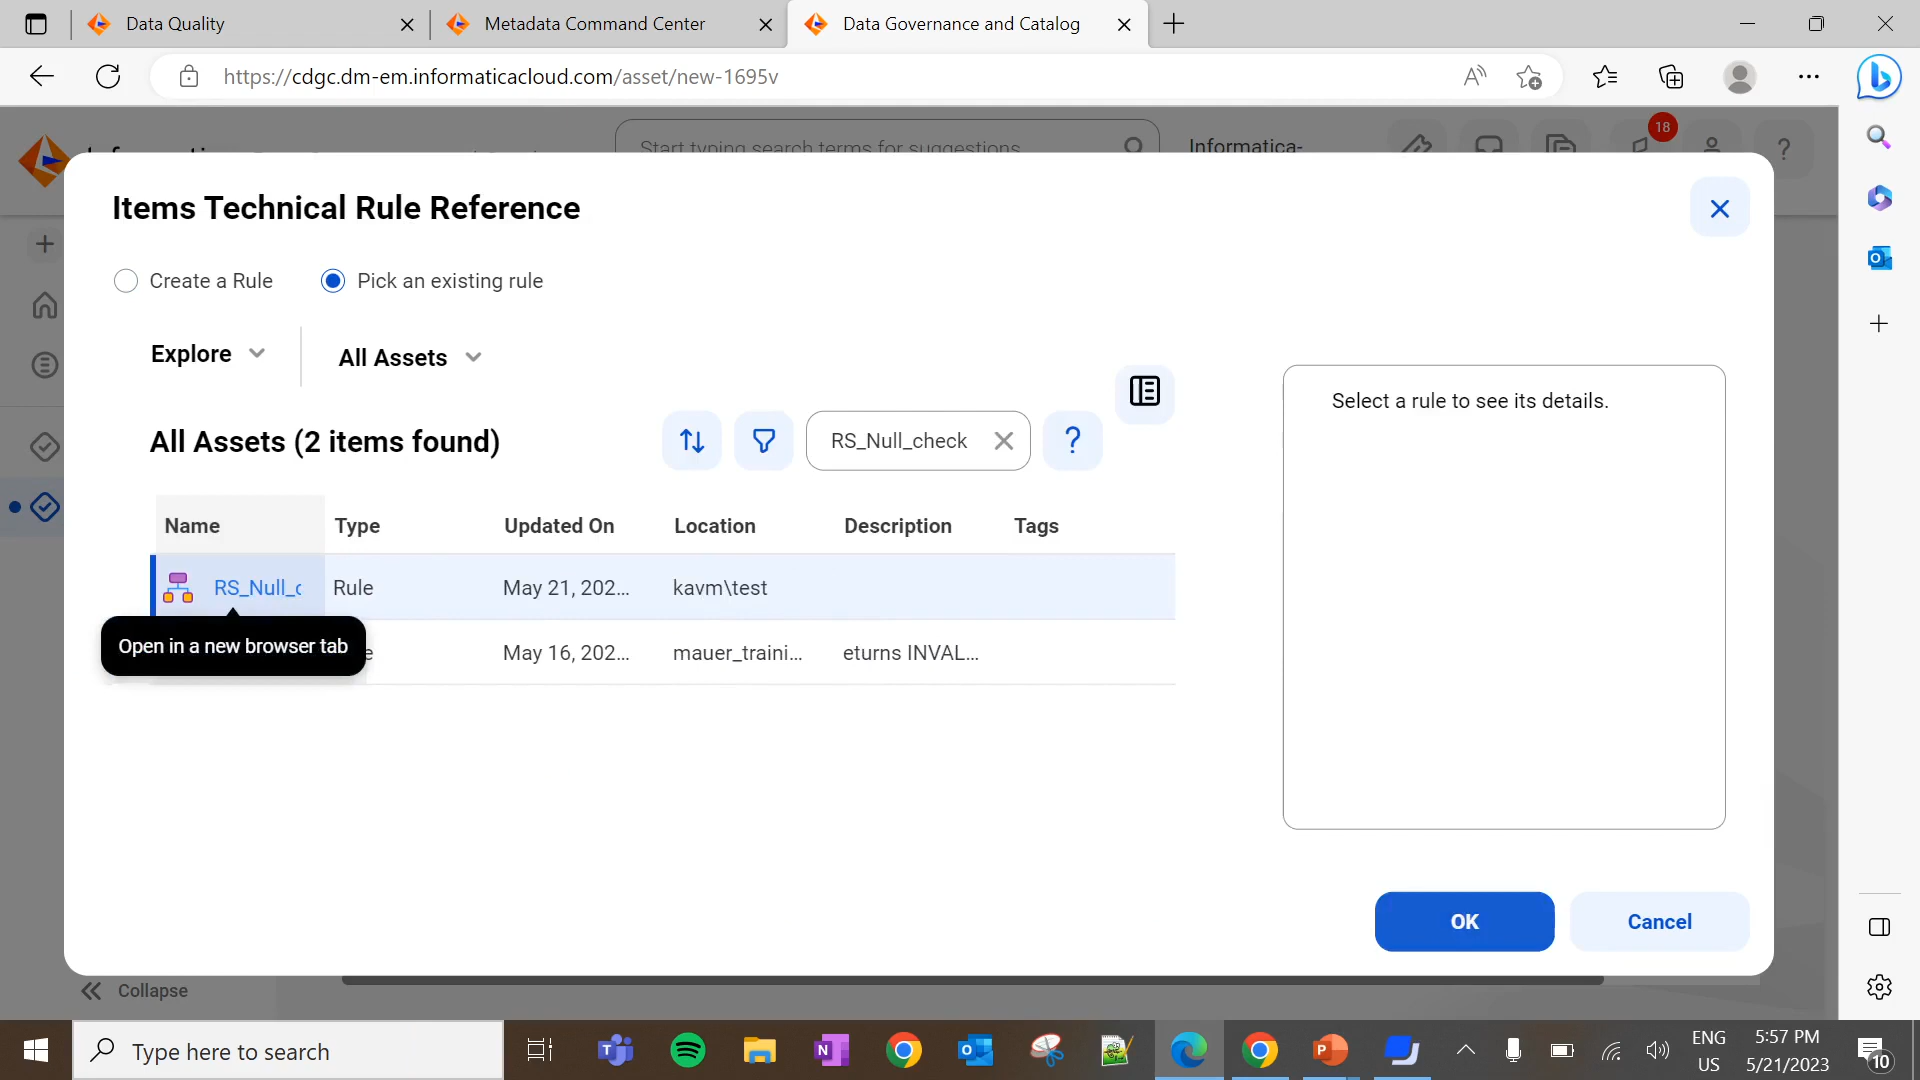 Data Quality
Metadata Command Center
Data Governance and Catalog
https://cdgc.dm-em.informaticacloud.com/asset/new-1695v
Start typing search terms for suggestions
Informatica-
18
Items Technical Rule Reference
Create a Rule
Pick an existing rule
Explore
All Assets
Select a rule to see its details.
All Assets (2 items found)
RS_Null_check
?
Name Type Updated On Location Description Tags
RS_Null_c Rule May 21, 202... kavm\test
Open in a new browser tab
e May 16, 202... mauer_traini... eturns INVAL...
OK
Cancel
Collapse
Type here to search
ENG
US
5:57 PM
5/21/2023
10